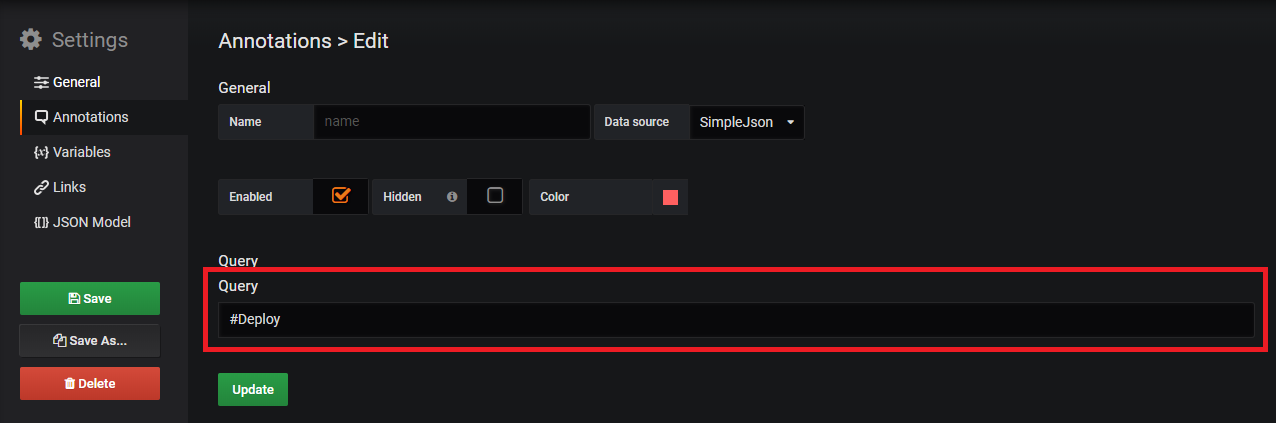 Settings
General
Annotations
Variables
Links
JSON Model
Save
Save As...
Delete
Annotations > Edit
General
Name name Data source SimpleJson
Enabled Hidden Color
Query
Query
#Deploy
Update